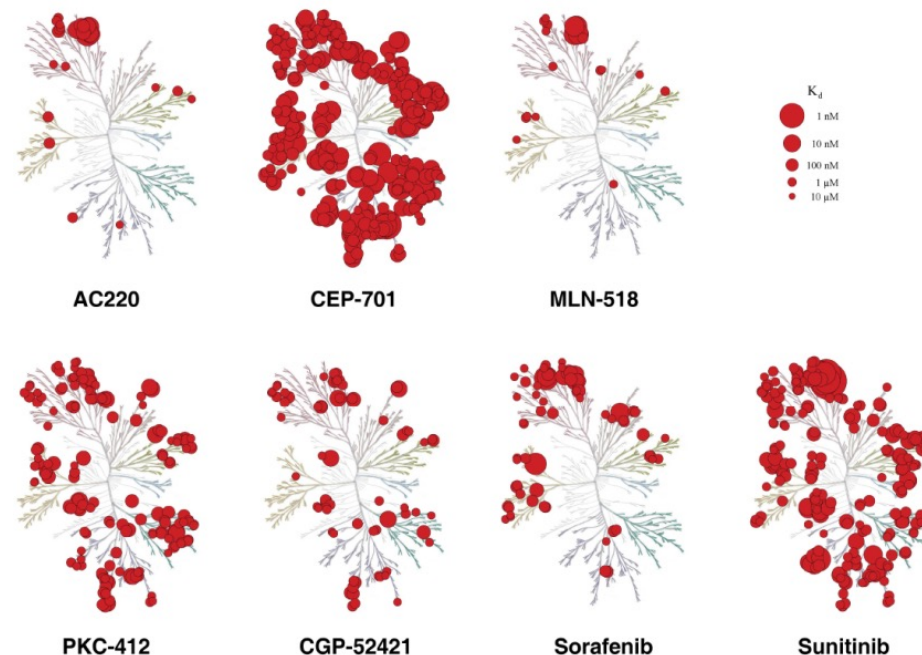 K_d
1 nM
10 nM
100 nM
1 µM
10 µM
AC220
CEP-701
MLN-518
PKC-412
CGP-52421
Sorafenib
Sunitinib